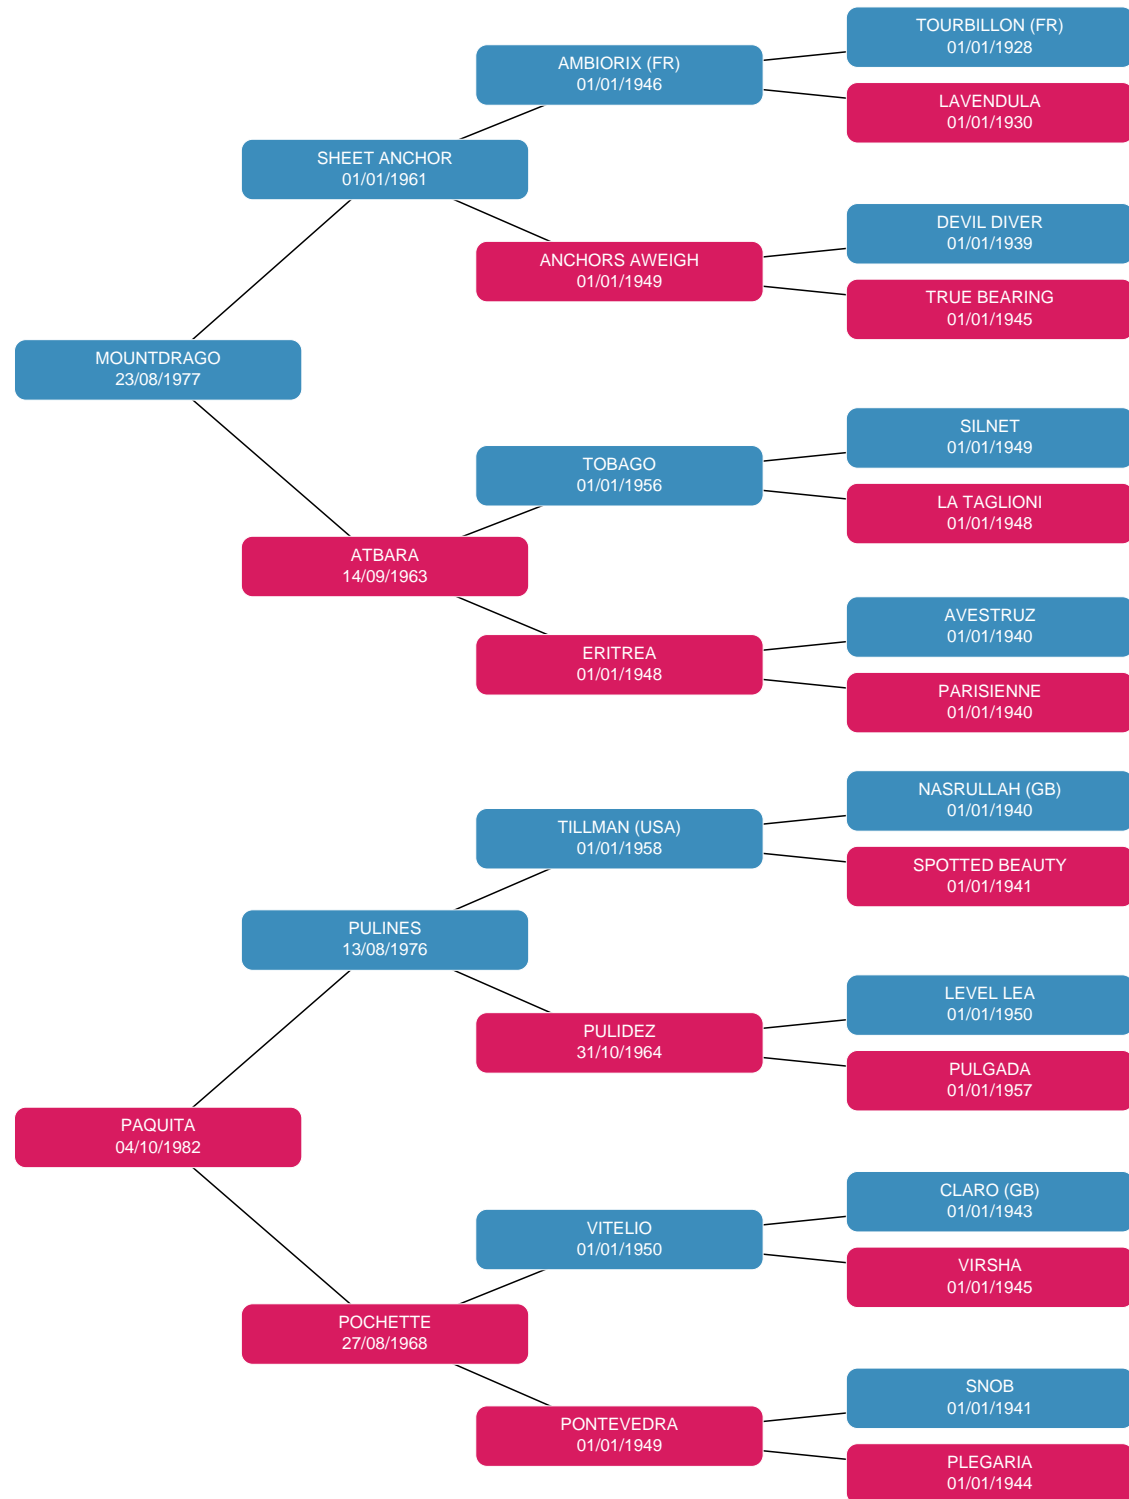 TOURBILLON (FR)
01/01/1928
AMBIORIX (FR)
01/01/1946
LAVENDULA
01/01/1930
SHEET ANCHOR
01/01/1961
DEVIL DIVER
01/01/1939
ANCHORS AWEIGH
01/01/1949
TRUE BEARING
01/01/1945
MOUNTDRAGO
23/08/1977
SILNET
01/01/1949
TOBAGO
01/01/1956
LA TAGLIONI
01/01/1948
ATBARA
14/09/1963
AVESTRUZ
01/01/1940
ERITREA
01/01/1948
PARISIENNE
01/01/1940
NASRULLAH (GB)
01/01/1940
TILLMAN (USA)
01/01/1958
SPOTTED BEAUTY
01/01/1941
PULINES
13/08/1976
LEVEL LEA
01/01/1950
PULIDEZ
31/10/1964
PULGADA
01/01/1957
PAQUITA
04/10/1982
CLARO (GB)
01/01/1943
VITELIO
01/01/1950
VIRSHA
01/01/1945
POCHETTE
27/08/1968
SNOB
01/01/1941
PONTEVEDRA
01/01/1949
PLEGARIA
01/01/1944